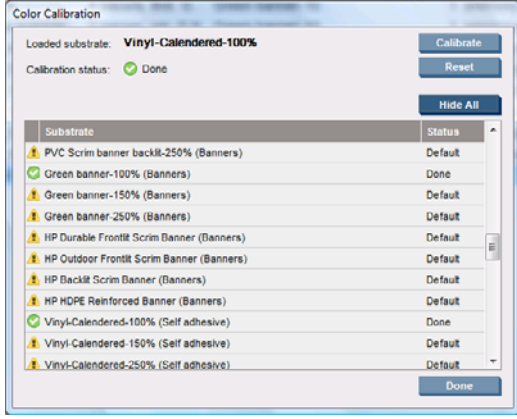 Color Calibration
Loaded substrate: Vinyl-Calendered-100%
Calibrate
Calibration status: Done
Reset
Hide All
Substrate Status
PVC Scrim banner backlit-250% (Banners) Default
Green banner-100% (Banners) Done
Green banner-150% (Banners) Default
Green banner-250% (Banners) Default
HP Durable Frontlit Scrim Banner (Banners) Default
HP Outdoor Frontlit Scrim Banner (Banners) Default
HP Backlit Scrim Banner (Banners) Default
HP HDPE Reinforced Banner (Banners) Default
Vinyl-Calendered-100% (Self adhesive) Done
Vinyl-Calendered-150% (Self adhesive) Default
Vinyl-Calendered-250% (Self adhesive) Default
Done